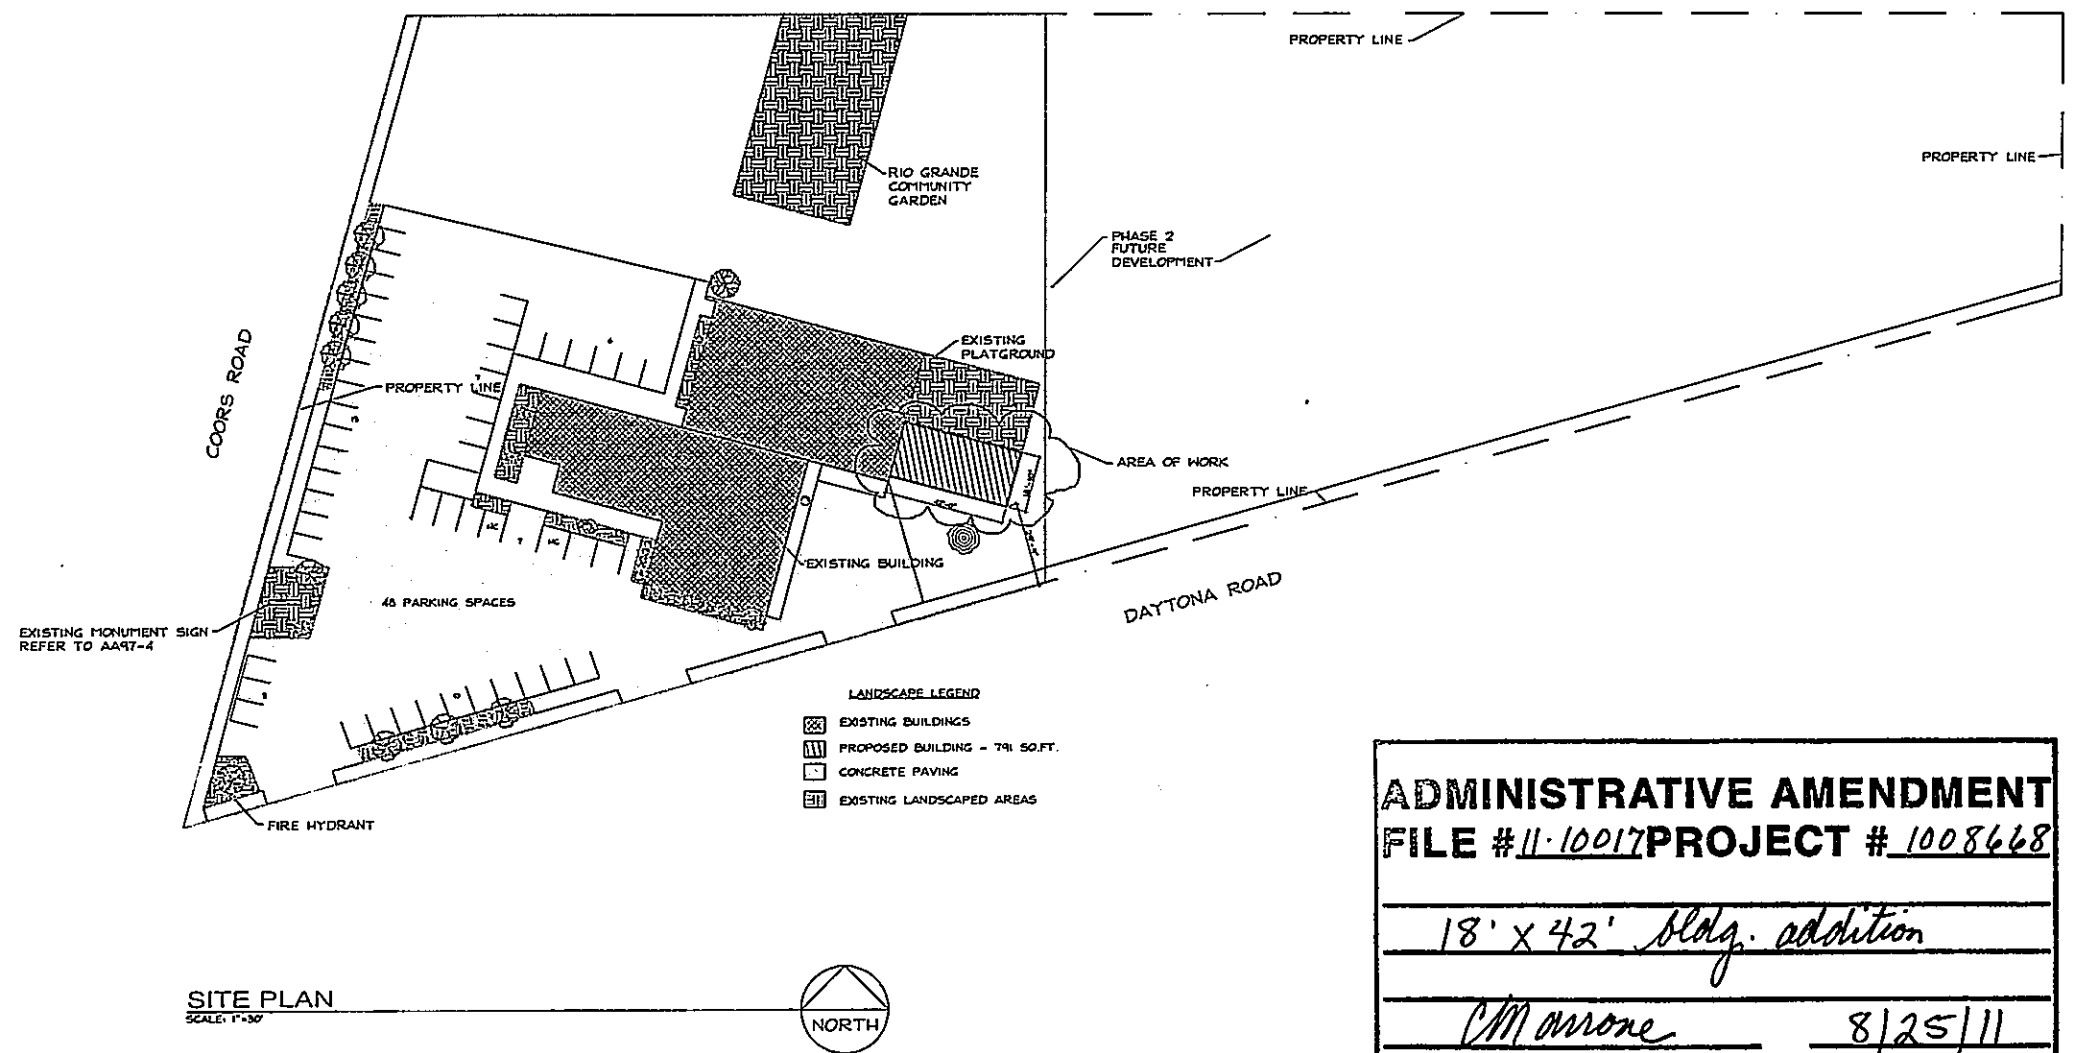 PROPERTY LINE
PROPERTY LINE
RIO GRANDE
COMMUNITY
GARDEN
PHASE 2
FUTURE
DEVELOPMENT
COORS ROAD
EXISTING
PLATGROUND
PROPERTY LINE
AREA OF WORK
PROPERTY LINE
EXISTING BUILDING
DAYTONA ROAD
48 PARKING SPACES
EXISTING MONUMENT SIGN
REFER TO AA97-4
LANDSCAPE LEGEND
EXISTING BUILDINGS
PROPOSED BUILDING - 791 SQ.FT.
CONCRETE PAVING
EXISTING LANDSCAPED AREAS
FIRE HYDRANT
ADMINISTRATIVE AMENDMENT
FILE # 11-10017 PROJECT # 1008668
18' X 42' bldg. addition
CMarrone 8/25/11
SITE PLAN
SCALE: 1"=30'
NORTH